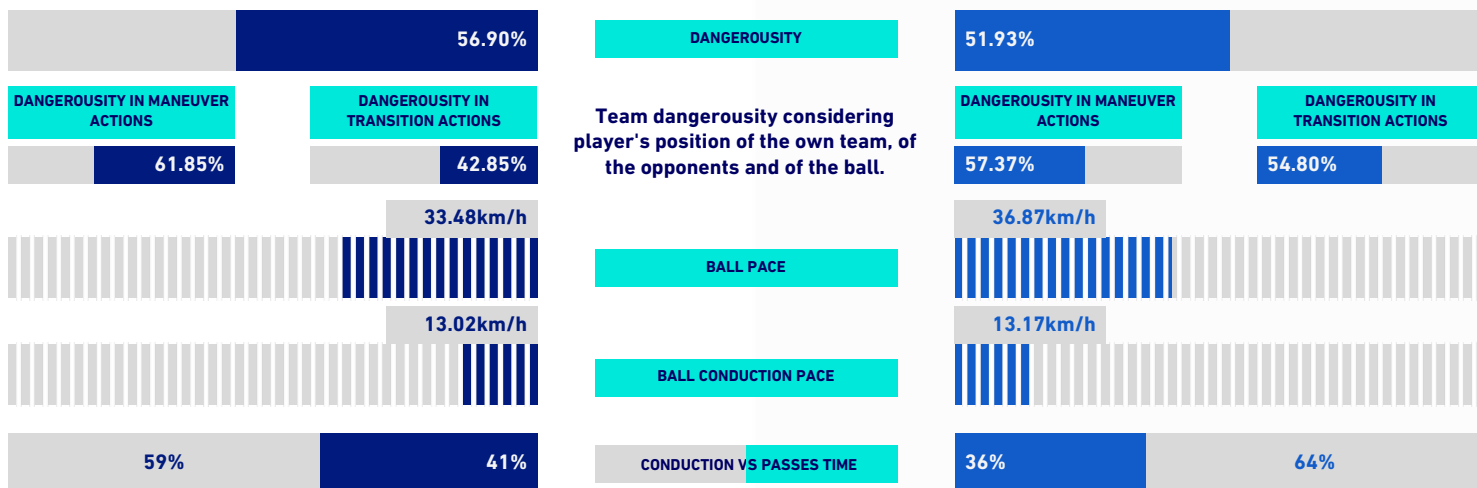 56.90%
DANGEROUSITY
51.93%
DANGEROUSITY IN MANEUVER
ACTIONS
DANGEROUSITY IN
TRANSITION ACTIONS
61.85%
42.85%
Team dangerousity considering
player's position of the own team, of
the opponents and of the ball.
DANGEROUSITY IN MANEUVER
ACTIONS
DANGEROUSITY IN
TRANSITION ACTIONS
57.37%
54.80%
33.48km/h
BALL PACE
36.87km/h
13.02km/h
BALL CONDUCTION PACE
13.17km/h
59%
41%
CONDUCTION VS PASSES TIME
36%
64%